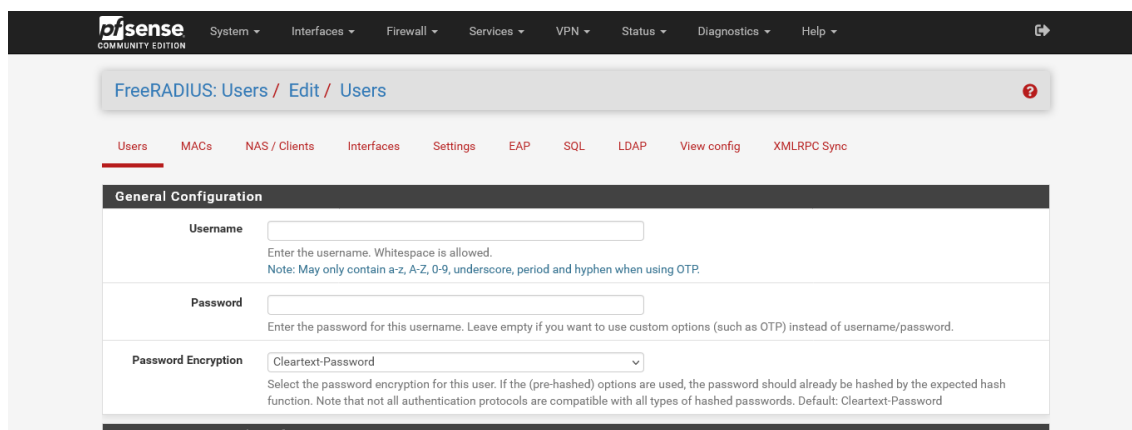 pfsense
COMMUNITY EDITION
System Interfaces Firewall Services VPN Status Diagnostics Help
FreeRADIUS: Users / Edit / Users
Users MACs NAS / Clients Interfaces Settings EAP SQL LDAP View config XMLRPC Sync
General Configuration
Username
Enter the username. Whitespace is allowed.
Note: May only contain a-z, A-Z, 0-9, underscore, period and hyphen when using OTP.
Password
Enter the password for this username. Leave empty if you want to use custom options (such as OTP) instead of username/password.
Password Encryption Cleartext-Password
Select the password encryption for this user. If the (pre-hashed) options are used, the password should already be hashed by the expected hash
function. Note that not all authentication protocols are compatible with all types of hashed passwords. Default: Cleartext-Password